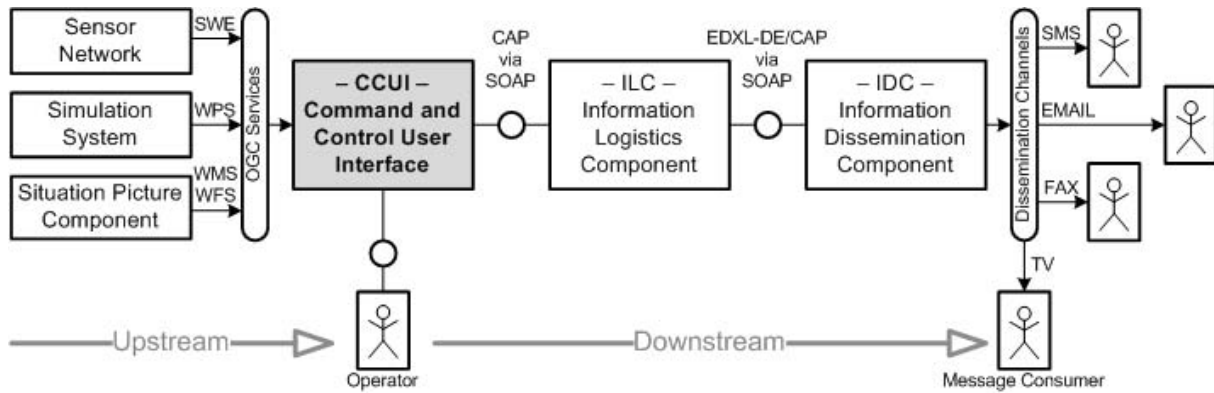 Sensor
Network
SWE
Simulation
System
WPS
Situation Picture
Component
WMS
WFS
OGC Services
– CCUI –
Command and
Control User
Interface
CAP
via
SOAP
– ILC –
Information
Logistics
Component
EDXL-DE/CAP
via
SOAP
– IDC –
Information
Dissemination
Component
Dissemination Channels
SMS
EMAIL
FAX
TV
Upstream
Operator
Downstream
Message Consumer